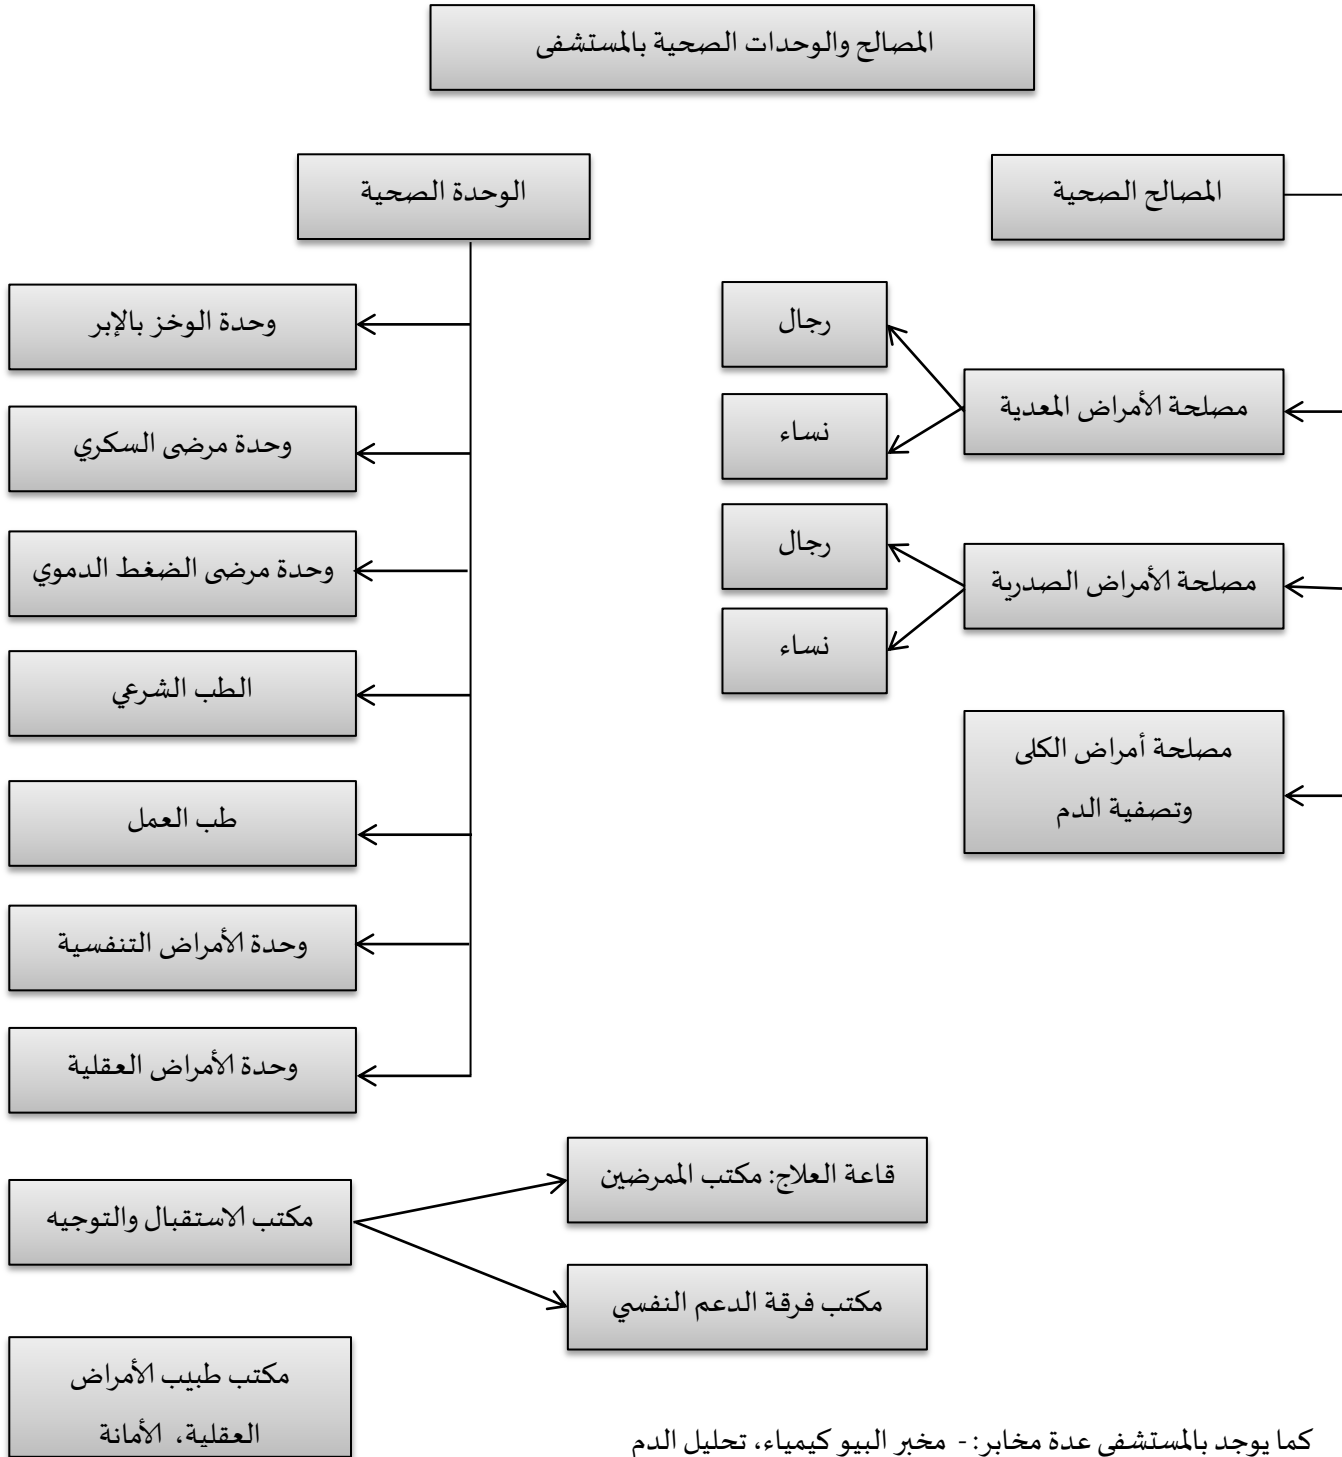 المصالح والوحدات الصحية بالمستشفى
المصالح الصحية
مصلحة الأمراض المعدية
رجال
نساء
مصلحة الأمراض الصدرية
رجال
نساء
مصلحة أمراض الكلى
وتصفية الدم
الوحدة الصحية
وحدة الوخز بالإبر
وحدة مرضى السكري
وحدة مرضى الضغط الدموي
الطب الشرعي
طب العمل
وحدة الأمراض التنفسية
وحدة الأمراض العقلية
قاعة العلاج: مكتب الممرضين
مكتب الاستقبال والتوجيه
مكتب فرقة الدعم النفسي
مكتب طبيب الأمراض
العقلية، الأمانة
كما يوجد بالمستشفى عدة مخابر: - مخبر البيو كيمياء، تحليل الدم